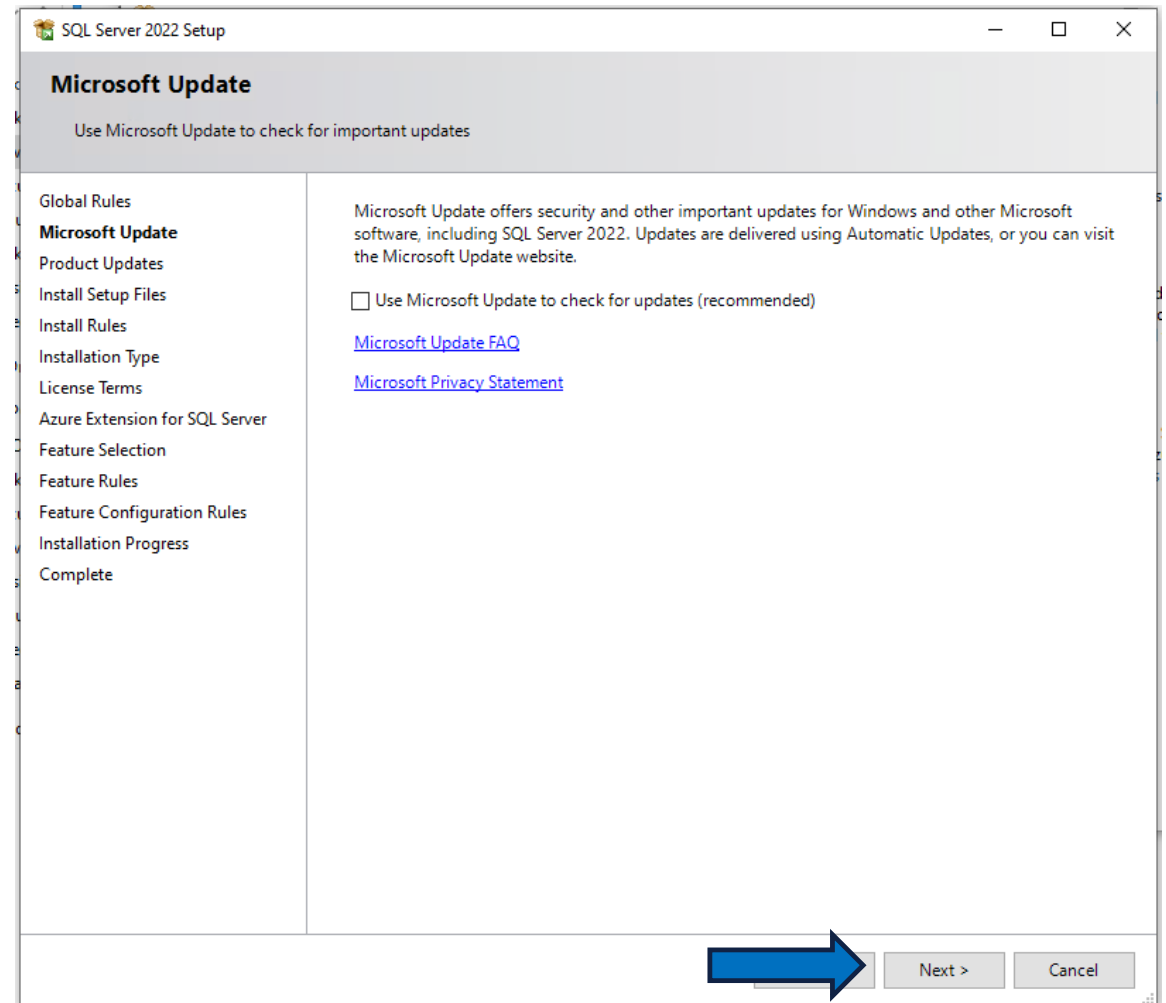 SQL Server 2022 Setup
Microsoft Update
Use Microsoft Update to check for important updates
Global Rules
Microsoft Update
Product Updates
Install Setup Files
Install Rules
Installation Type
License Terms
Azure Extension for SQL Server
Feature Selection
Feature Rules
Feature Configuration Rules
Installation Progress
Complete
Microsoft Update offers security and other important updates for Windows and other Microsoft
software, including SQL Server 2022. Updates are delivered using Automatic Updates, or you can visit
the Microsoft Update website.
Use Microsoft Update to check for updates (recommended)
Microsoft Update FAQ
Microsoft Privacy Statement
Next >
Cancel